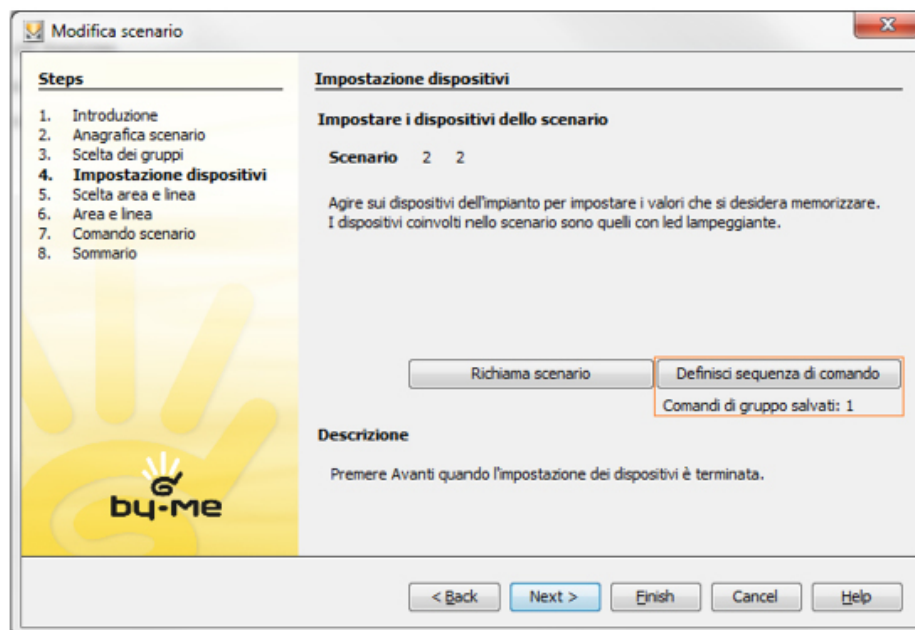 Modifica scenario
Steps
1. Introduzione
2. Anagrafica scenario
3. Scelta dei gruppi
4. Impostazione dispositivi
5. Scelta area e linea
6. Area e linea
7. Comando scenario
8. Sommario
by-me
Impostazione dispositivi
Impostare i dispositivi dello scenario
Scenario 2 2
Agire sui dispositivi dell'impianto per impostare i valori che si desidera memorizzare.
I dispositivi coinvolti nello scenario sono quelli con led lampeggiante.
Richiama scenario
Definisci sequenza di comando
Comandi di gruppo salvati: 1
Descrizione
Premere Avanti quando l'impostazione dei dispositivi è terminata.
< Back
Next >
Finish
Cancel
Help